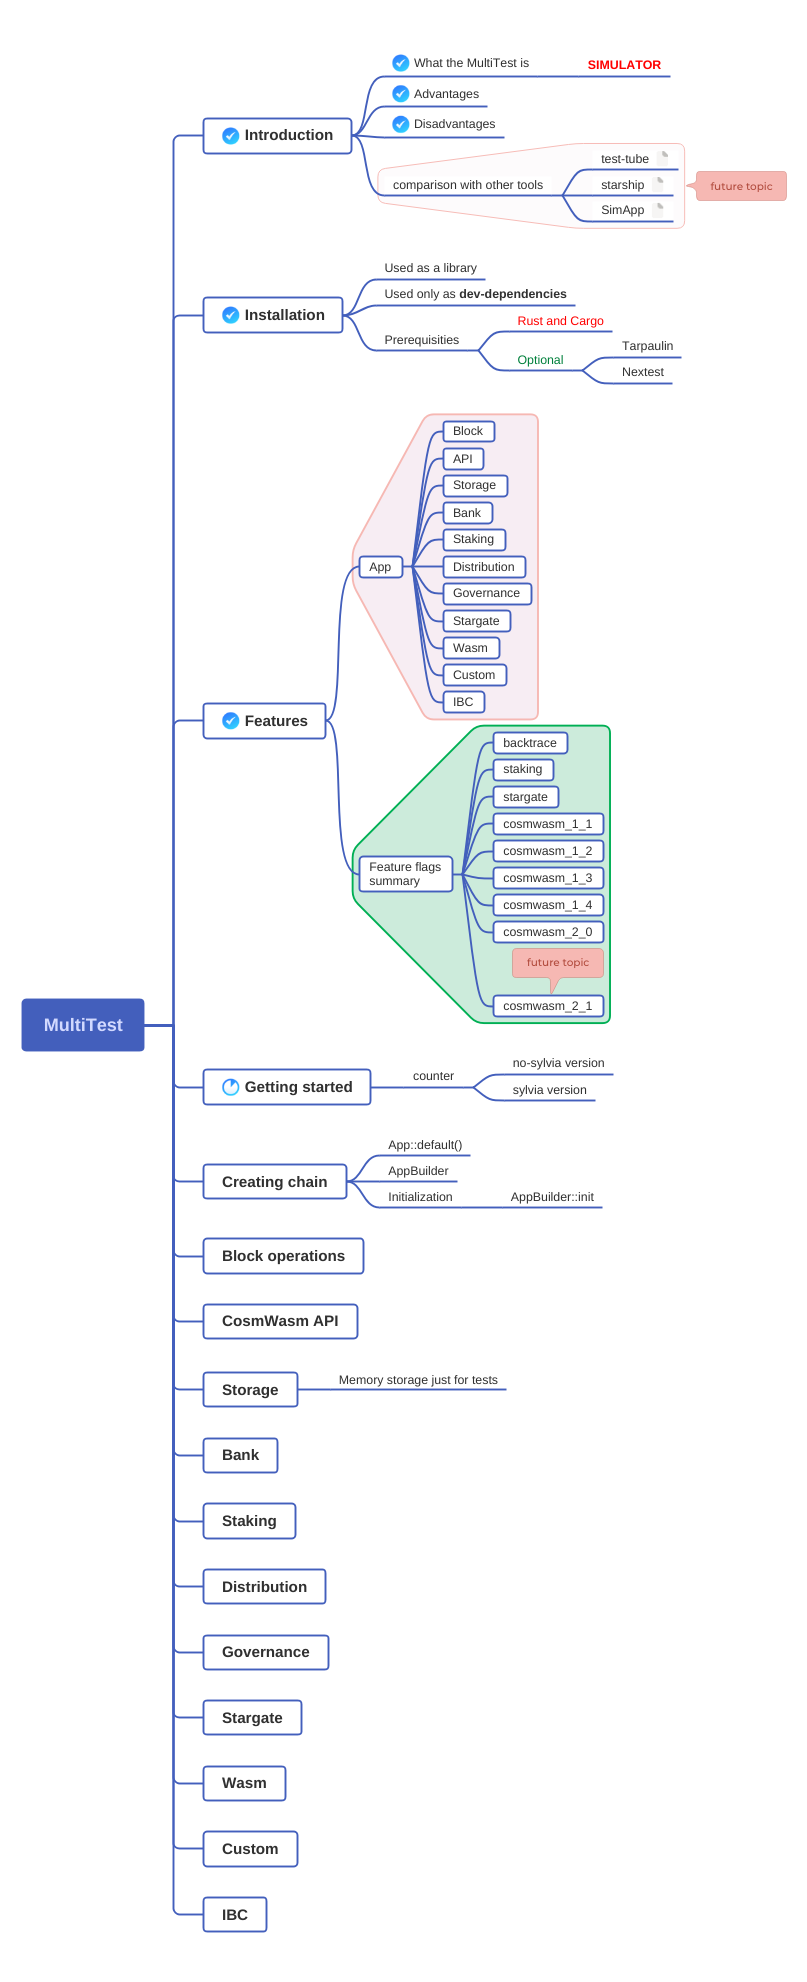 What the MultiTest is
SIMULATOR
Advantages
Disadvantages
Introduction
comparison with other tools
test-tube
starship
SimApp
future topic
Installation
Used as a library
Used only as dev-dependencies
Prerequisities
Rust and Cargo
Optional
Tarpaulin
Nextest
Features
App
Block
API
Storage
Bank
Staking
Distribution
Governance
Stargate
Wasm
Custom
IBC
Feature flags
summary
backtrace
staking
stargate
cosmwasm_1_1
cosmwasm_1_2
cosmwasm_1_3
cosmwasm_1_4
cosmwasm_2_0
future topic
cosmwasm_2_1
MultiTest
Getting started
counter
no-sylvia version
sylvia version
Creating chain
App::default()
AppBuilder
Initialization
AppBuilder::init
Block operations
CosmWasm API
Storage
Memory storage just for tests
Bank
Staking
Distribution
Governance
Stargate
Wasm
Custom
IBC